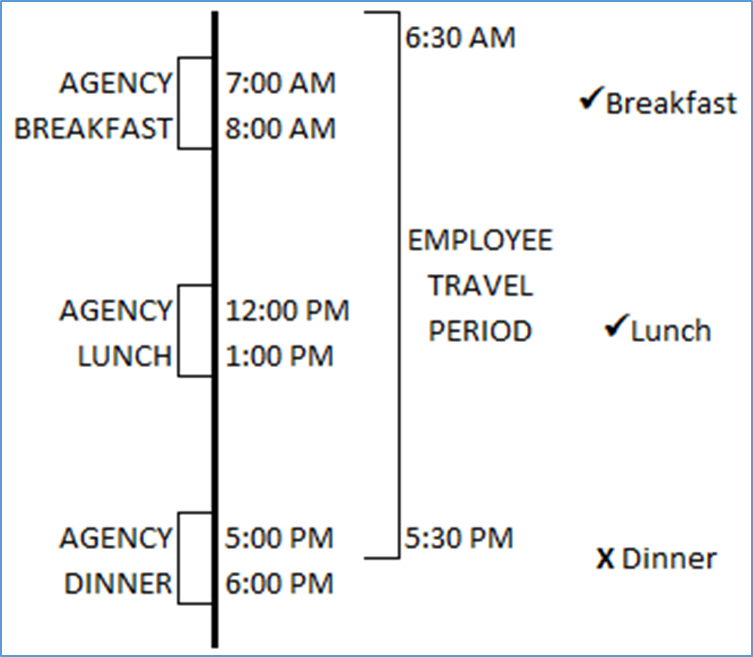 6:30 AM
AGENCY 7:00 AM
✓Breakfast
BREAKFAST 8:00 AM
EMPLOYEE
TRAVEL
AGENCY 12:00 PM
PERIOD ✓Lunch
LUNCH 1:00 PM
AGENCY 5:00 PM 5:30 PM
X Dinner
DINNER 6:00 PM